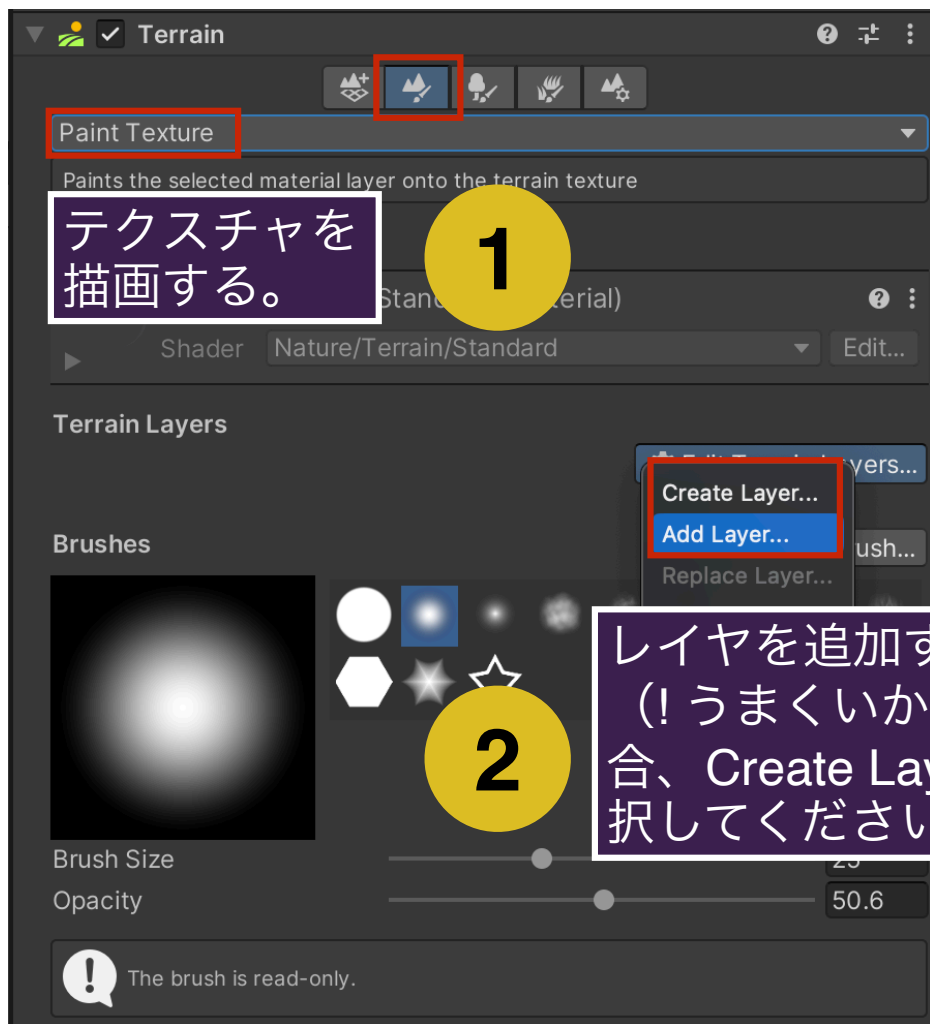 Terrain
Paint Texture
Paints the selected material layer onto the terrain texture
テクスチャを
描画する。
1
Shader
Nature/Terrain/Standard
Edit...
Terrain Layers
Create Layer...
Add Layer...
Replace Layer...
Brushes
レイヤを追加す
（! うまくいか
合、Create Lay
択してください
2
Brush Size
25
Opacity
50.6
The brush is read-only.